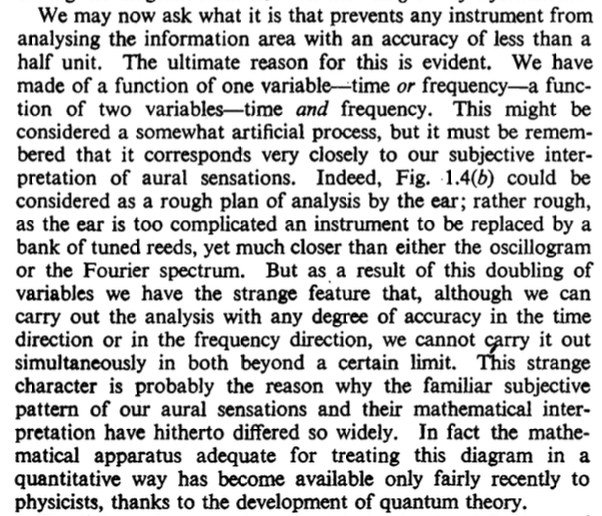 We may now ask what it is that prevents any instrument from
analysing the information area with an accuracy of less than a
half unit. The ultimate reason for this is evident. We have
made of a function of one variable—time or frequency—a func-
tion of two variables—time and frequency. This might be
considered a somewhat artificial process, but it must be remem-
bered that it corresponds very closely to our subjective inter-
pretation of aural sensations. Indeed, Fig. 1.4(b) could be
considered as a rough plan of analysis by the ear; rather rough,
as the ear is too complicated an instrument to be replaced by a
bank of tuned reeds, yet much closer than either the oscillogram
or the Fourier spectrum. But as a result of this doubling of
variables we have the strange feature that, although we can
carry out the analysis with any degree of accuracy in the time
direction or in the frequency direction, we cannot carry it out
simultaneously in both beyond a certain limit. This strange
character is probably the reason why the familiar subjective
pattern of our aural sensations and their mathematical inter-
pretation have hitherto differed so widely. In fact the mathe-
matical apparatus adequate for treating this diagram in a
quantitative way has become available only fairly recently to
physicists, thanks to the development of quantum theory.